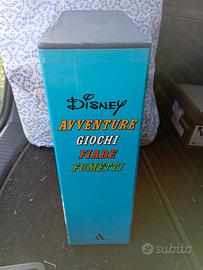 DISNEY
AVVENTURE
GIOCHI
FIABE
FUMETTI
subito